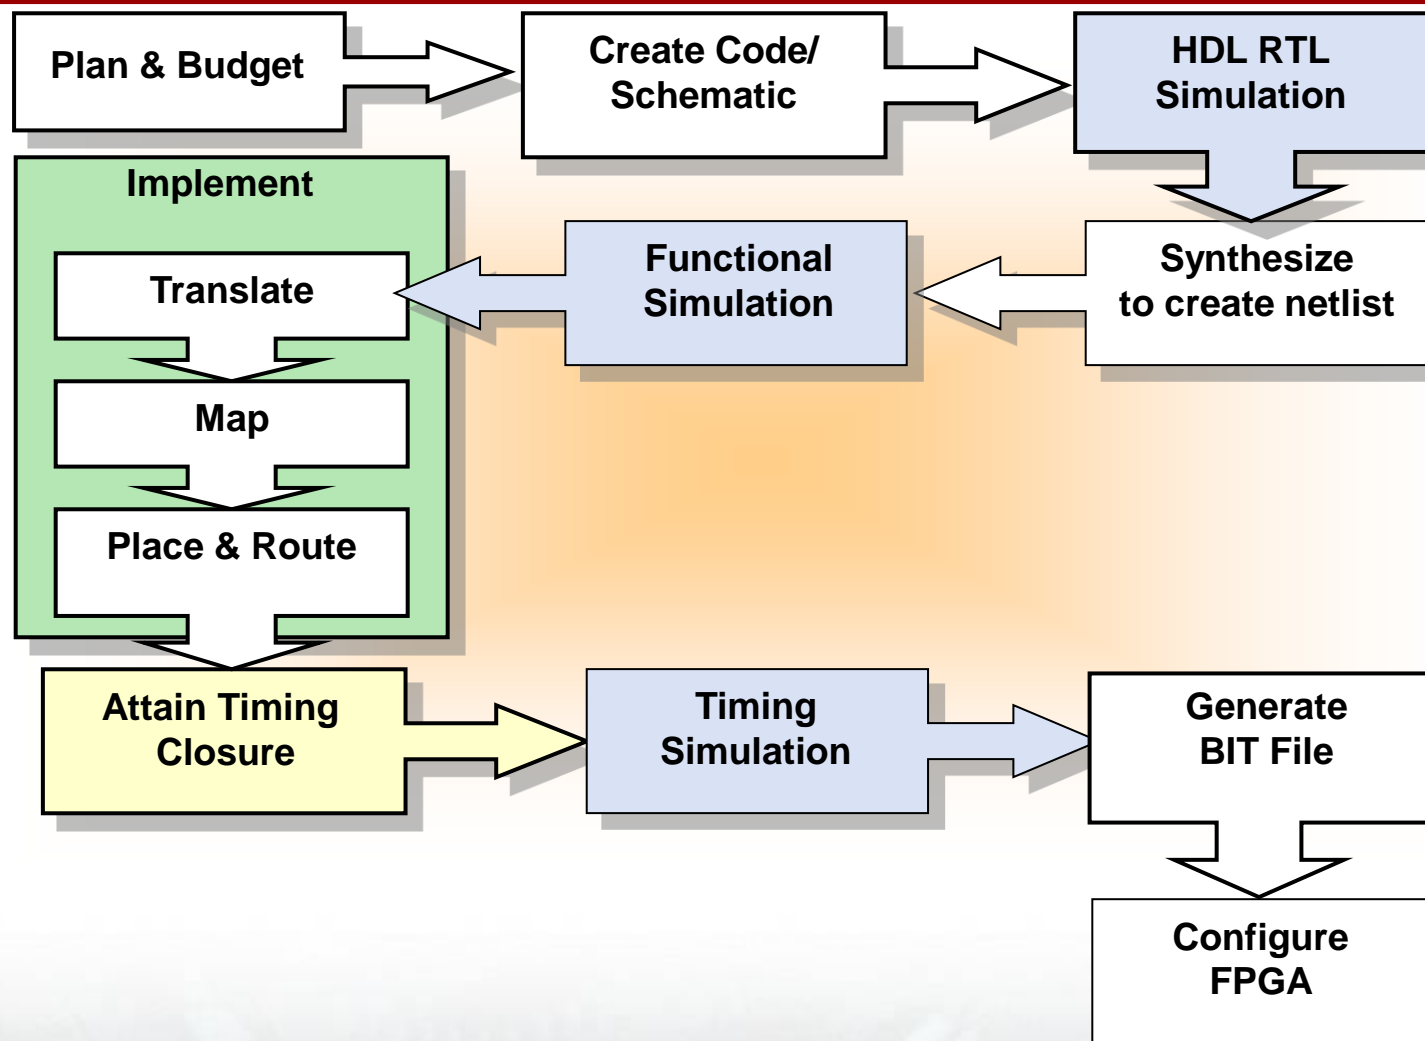 Plan & Budget
Create Code/
Schematic
HDL RTL
Simulation
Implement
Translate
Functional
Simulation
Synthesize
to create netlist
Map
Place & Route
Attain Timing
Closure
Timing
Simulation
Generate
BIT File
Configure
FPGA